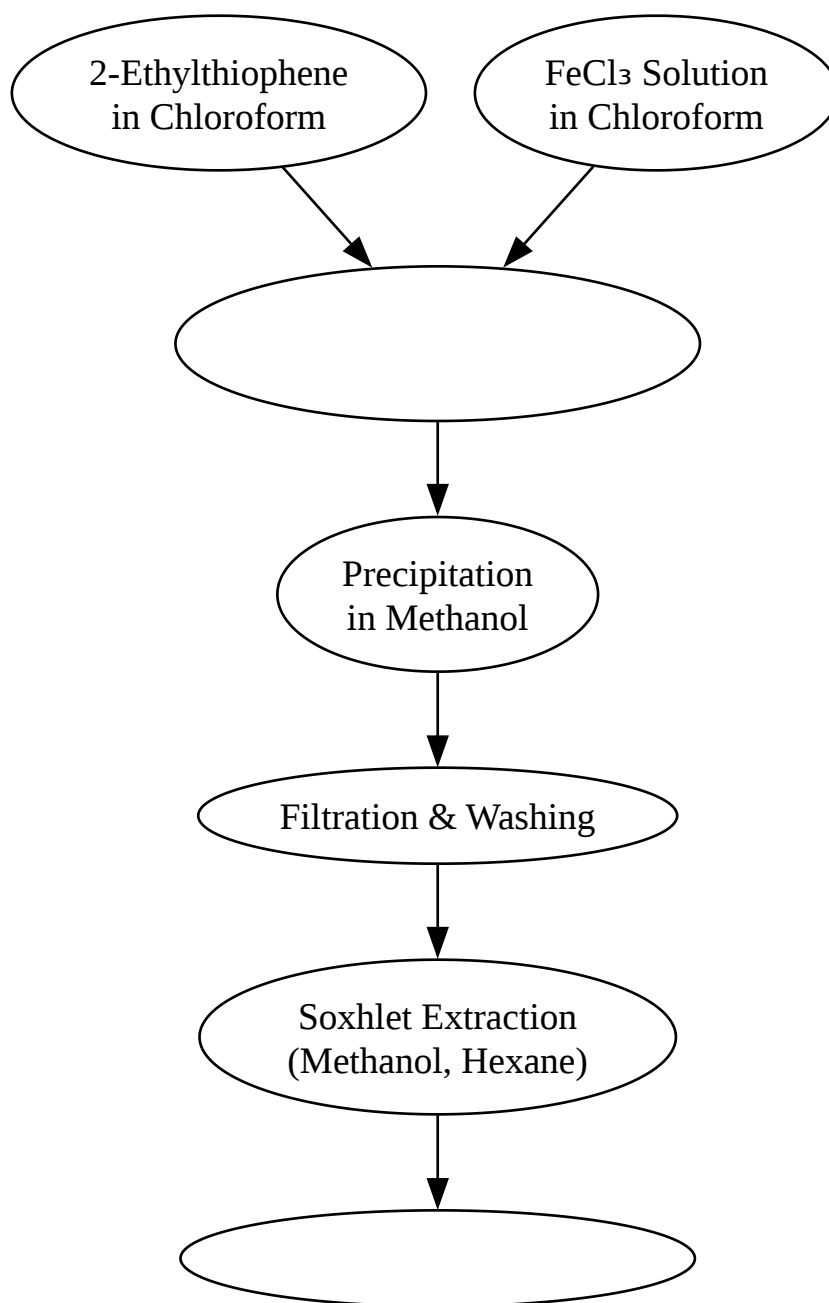 2-Ethylthiophene
in Chloroform
FeCl₃ Solution
in Chloroform
Precipitation
in Methanol
Filtration & Washing
Soxhlet Extraction
(Methanol, Hexane)